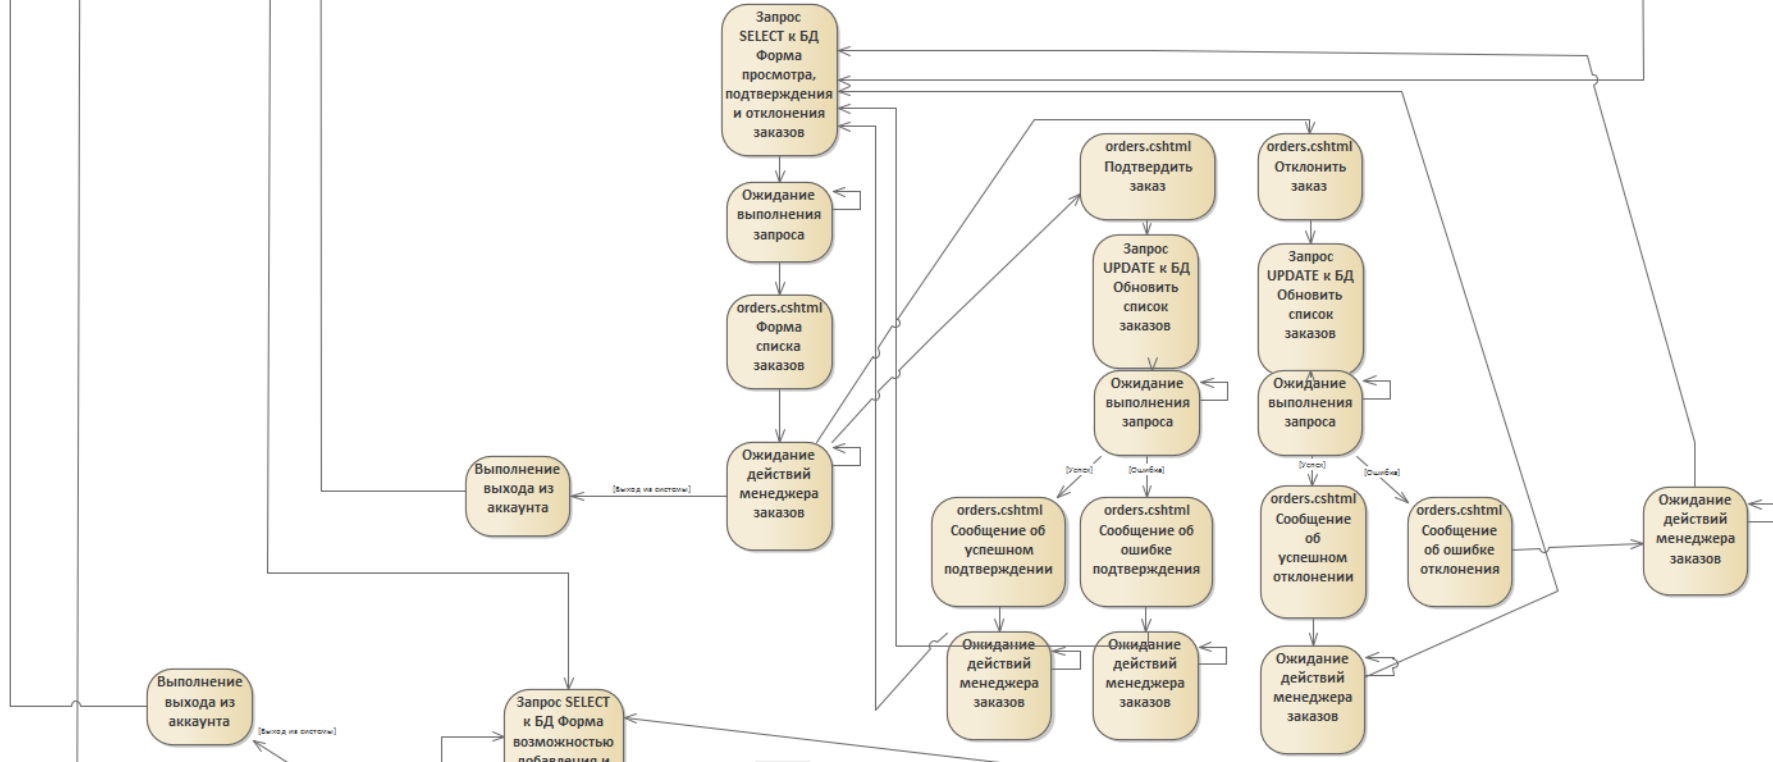 Запрос
SELECT к БД
Форма
просмотра,
подтверждения
и отклонения
заказов
Ожидание
выполнения
запроса
orders.cshtml
Форма
списка
заказов
Ожидание
действий
менеджера
заказов
[Выход из системы]
Выполнение
выхода из
аккаунта
orders.cshtml
Подтвердить
заказ
Запрос
UPDATE к БД
Обновить
список
заказов
Ожидание
выполнения
запроса
[Успех]
[Ошибка]
orders.cshtml
Сообщение об
успешном
подтверждении
orders.cshtml
Сообщение об
ошибке
подтверждения
Ожидание
действий
менеджера
заказов
Ожидание
действий
менеджера
заказов
orders.cshtml
Отклонить
заказ
Запрос
UPDATE к БД
Обновить
список
заказов
Ожидание
выполнения
запроса
[Успех]
[Ошибка]
orders.cshtml
Сообщение
об
успешном
отклонении
orders.cshtml
Сообщение
об ошибке
отклонения
Ожидание
действий
менеджера
заказов
Ожидание
действий
менеджера
заказов
Выполнение
выхода из
аккаунта
[Выход из системы]
Запрос SELECT
к БД Форма
возможностью
добавления и